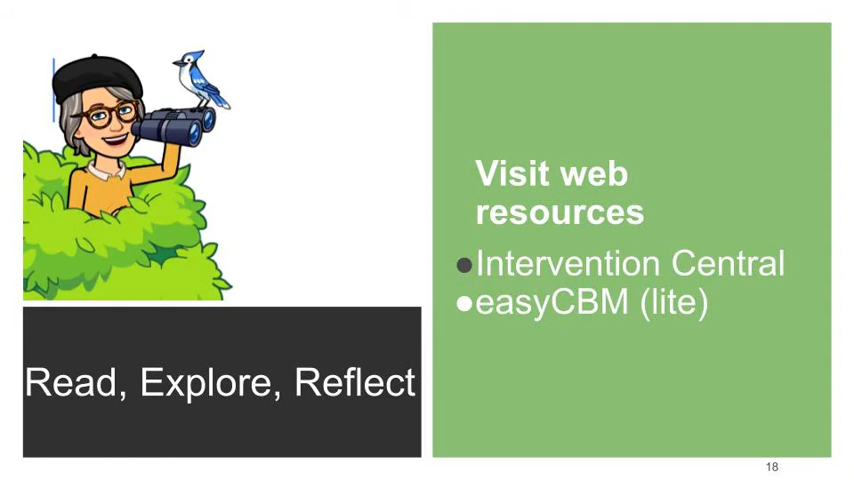 Visit web
resources
●Intervention Central
●easyCBM (lite)
Read, Explore, Reflect
18